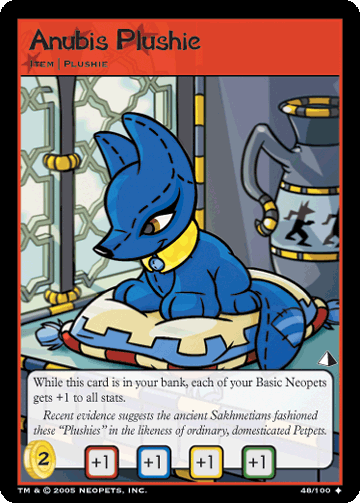 Anubis Plushie
Item | Plushie
While this card is in your bank, each of your Basic Neopets
gets +1 to all stats.
Recent evidence suggests the ancient Sakhmetians fashioned
these “Plushies” in the likeness of ordinary, domesticated Petpets.
2 +1 +1 +1 +1
TM & © 2005 NEOPETS, INC. 48/100